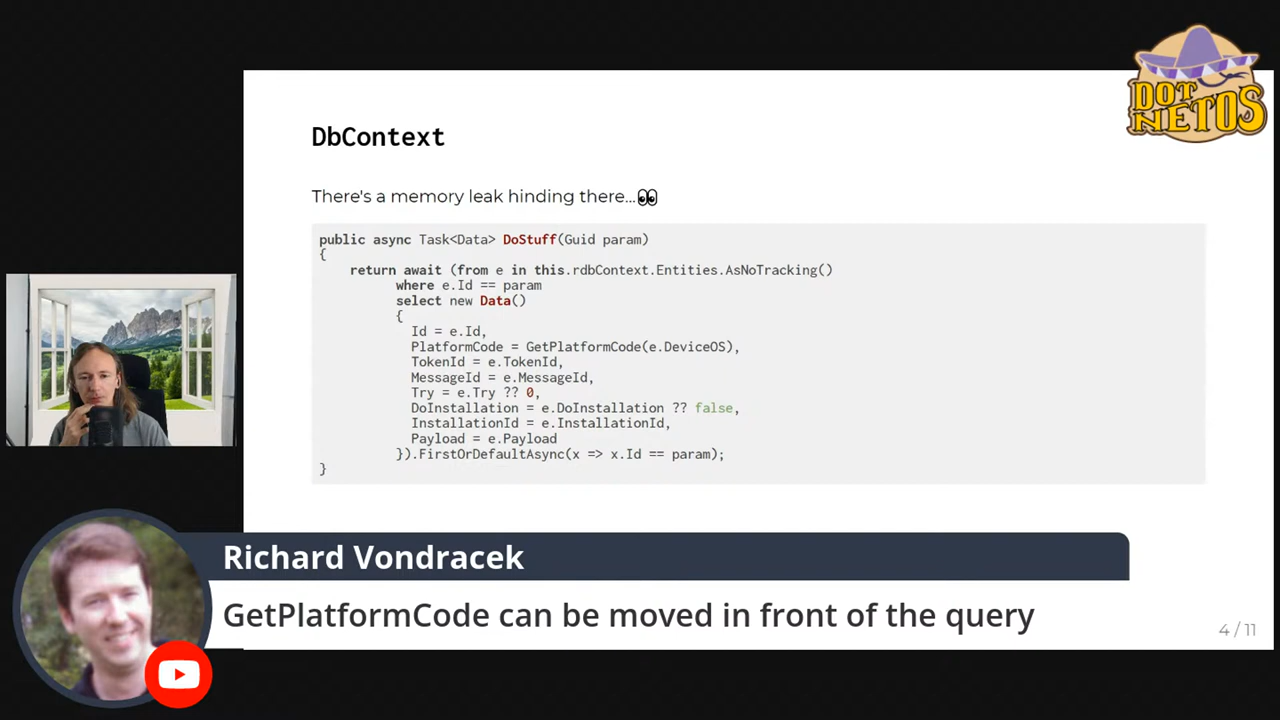 DOT
NETOS
DbContext
There's a memory leak hinding there...👀
public async Task<Data> DoStuff(Guid param)
{
return await (from e in this.rdbContext.Entities.AsNoTracking()
where e.Id == param
select new Data()
{
Id = e.Id,
PlatformCode = GetPlatformCode(e.DeviceOS),
TokenId = e.TokenId,
MessageId = e.MessageId,
Try = e.Try ?? 0,
DoInstallation = e.DoInstallation ?? false,
InstallationId = e.InstallationId,
Payload = e.Payload
}).FirstOrDefaultAsync(x => x.Id == param);
}
Richard Vondracek
GetPlatformCode can be moved in front of the query
4 / 11